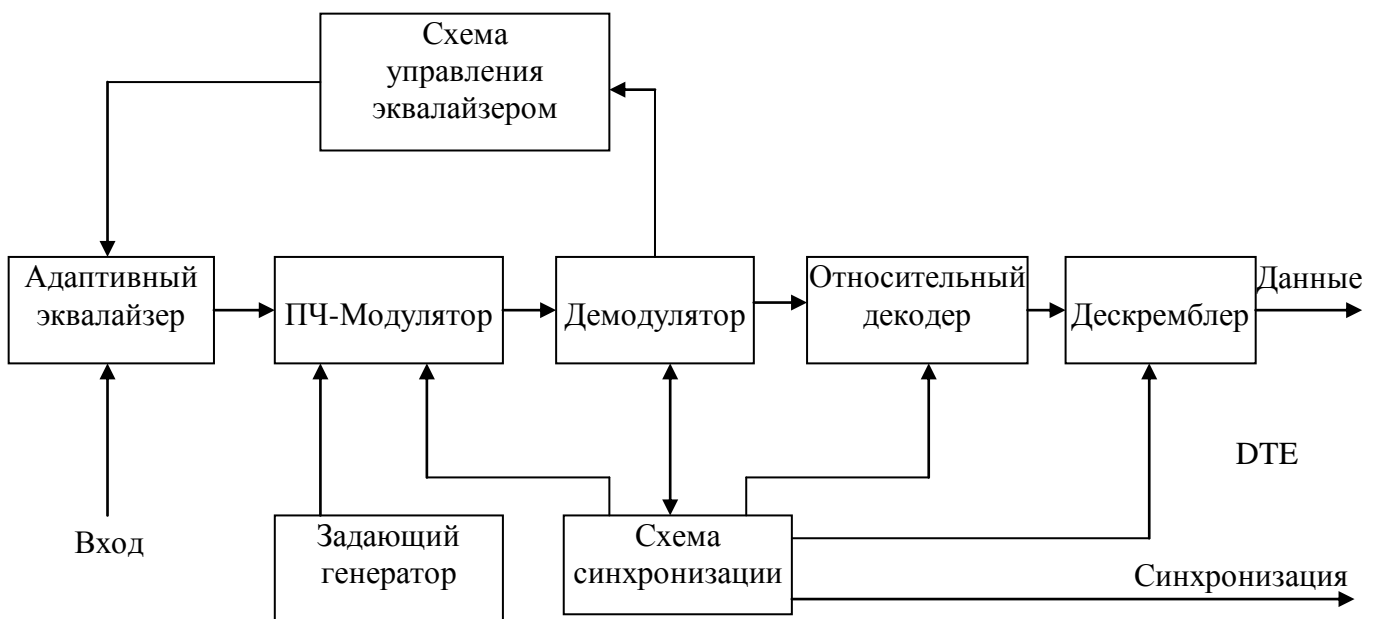 Схема
управления
эквалайзером
Адаптивный
эквалайзер
ПЧ-Модулятор
Демодулятор
Относительный
декодер
Дескремблер
Данные
DTE
Вход
Задающий
генератор
Схема
синхронизации
Синхронизация